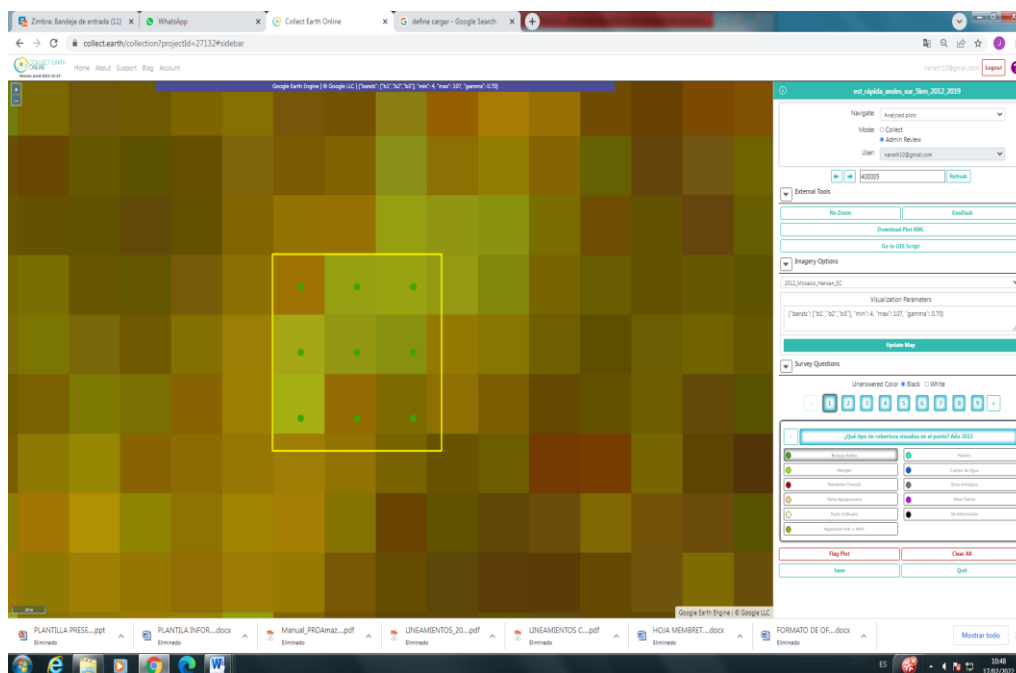 Zimbra: Bandeja de entrada (11)
WhatsApp
Collect Earth Online
define cargar - Google Search
collect.earth/collection?projectId=27132#sidebar
J
COLLECT EARTH
ONLINE
Home About Support Blog Account
Logout
Google Earth Engine | © Google LLC | {"bands": ["b1","b2","b3"], "min": 4, "max": 107, "gamma": 0.70}
est_rápida_andes_sur_5km_2012_2019
Navigate: Analyzed plots
Mode: Collect
Admin Review
User:
400005 Refresh
External Tools
Re-Zoom GeoDash
Download Plot KML
Go to GEE Script
Imagery Options
2012_Mosaico_Hansen_EC
Visualization Parameters
{"bands": ["b1","b2","b3"], "min": 4, "max": 107, "gamma": 0.70}
Update Map
Survey Questions
Unanswered Color Black White
1 2 3 4 5 6 7 8 9
¿Qué tipo de cobertura visualiza en el punto? Año 2012
Bosque Nativo Páramo
Manglar Cuerpo de Agua
Plantación Forestal
Tierra Agropecuaria Otras Tierras
Sin Información
Flag Plot Clear All
Save Quit
Google Earth Engine | © Google LLC
PLANTILLA PRESE....ppt
Eliminado
PLANTILA INFOR....docx
Eliminado
Manual_PROAmaz....pdf
Eliminado
LINEAMIENTOS_20....pdf
Eliminado
LINEAMIENTOS C....pdf
Eliminado
HOJA MEMBRET....docx
Eliminado
FORMATO DE OF....docx
Eliminado
Mostrar todo
ES
10:48
17/02/2022